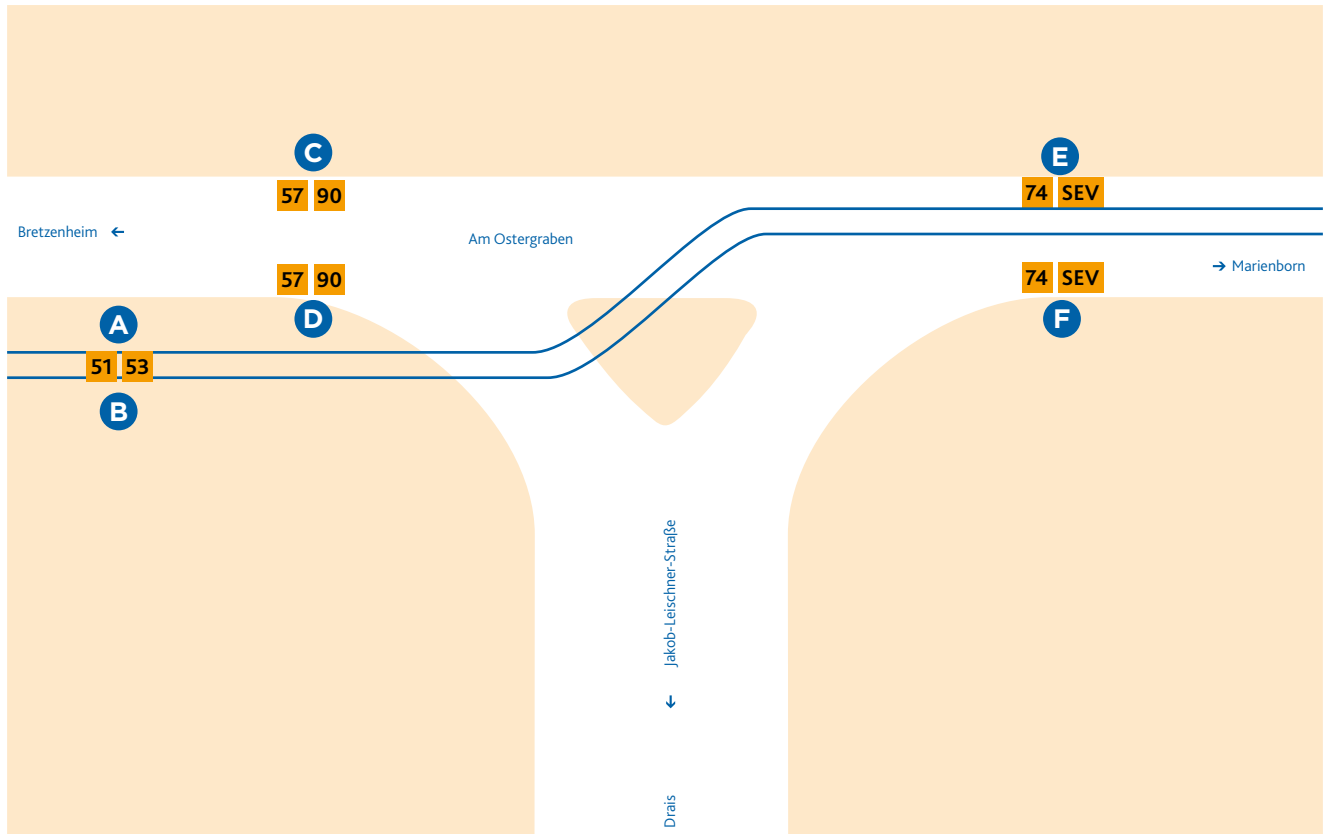 C
E
57 90
74 SEV
Bretzenheim ←
Am Ostergraben
→ Marienborn
57 90
74 SEV
A
D
F
51 53
B
Jakob-Leischner-Straße
←
Drais